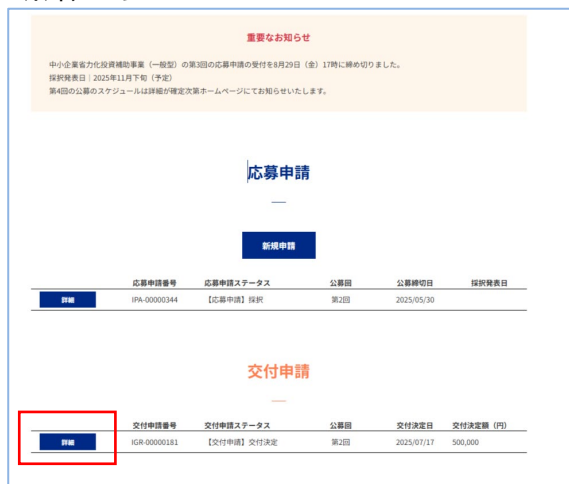 重要なお知らせ
中小企業省力化投資補助事業（一般型）の第3回の応募申請の受付を8月29日（金）17時に締め切りました。
採択発表日：2025年11月下旬（予定）
第4回の公募のスケジュールは詳細が確定次第ホームページにてお知らせいたします。
応募申請
新規申請
応募申請番号 応募申請ステータス 公募回 公募締切日 採択発表日
詳細 IPA-00000344 【応募申請】採択 第2回 2025/05/30
交付申請
交付申請番号 交付申請ステータス 公募回 交付決定日 交付決定額（円）
詳細 IGR-00000181 【交付申請】交付決定 第2回 2025/07/17 500,000